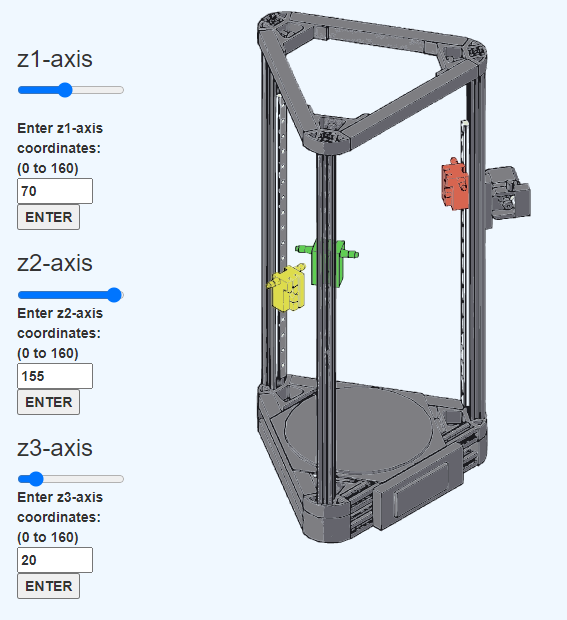 z1-axis
Enter z1-axis
coordinates:
(0 to 160)
70
ENTER
z2-axis
Enter z2-axis
coordinates:
(0 to 160)
155
ENTER
z3-axis
Enter z3-axis
coordinates:
(0 to 160)
20
ENTER